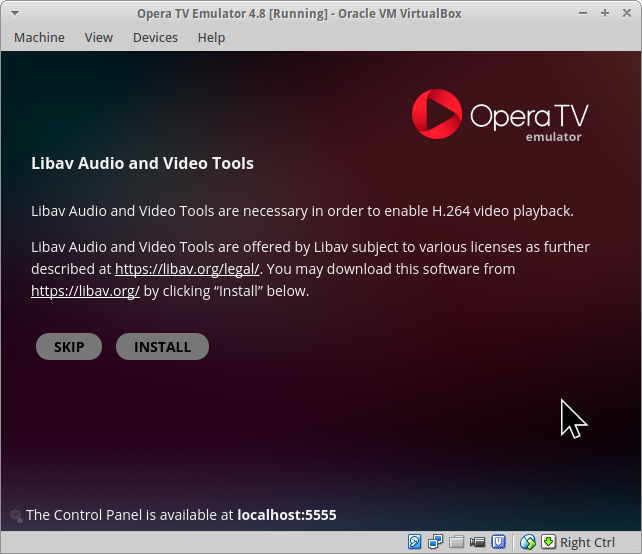 Opera TV Emulator 4.8 [Running] - Oracle VM VirtualBox
Machine View Devices Help
OperaTV
emulator
Libav Audio and Video Tools
Libav Audio and Video Tools are necessary in order to enable H.264 video playback.
Libav Audio and Video Tools are offered by Libav subject to various licenses as further
described at https://libav.org/legal/. You may download this software from
https://libav.org/ by clicking “Install” below.
SKIP INSTALL
The Control Panel is available at localhost:5555
Right Ctrl